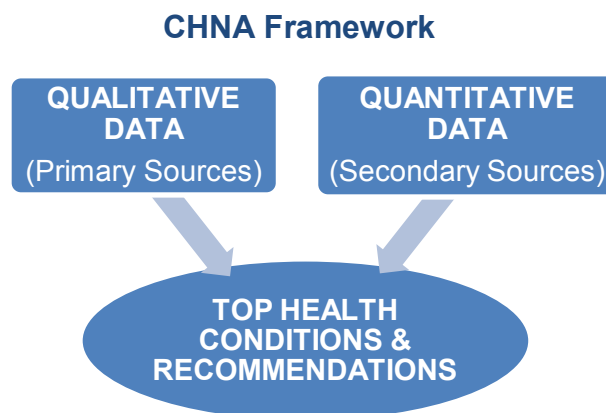 CHNA Framework
QUALITATIVE
DATA
(Primary Sources)
QUANTITATIVE
DATA
(Secondary Sources)
TOP HEALTH
CONDITIONS &
RECOMMENDATIONS